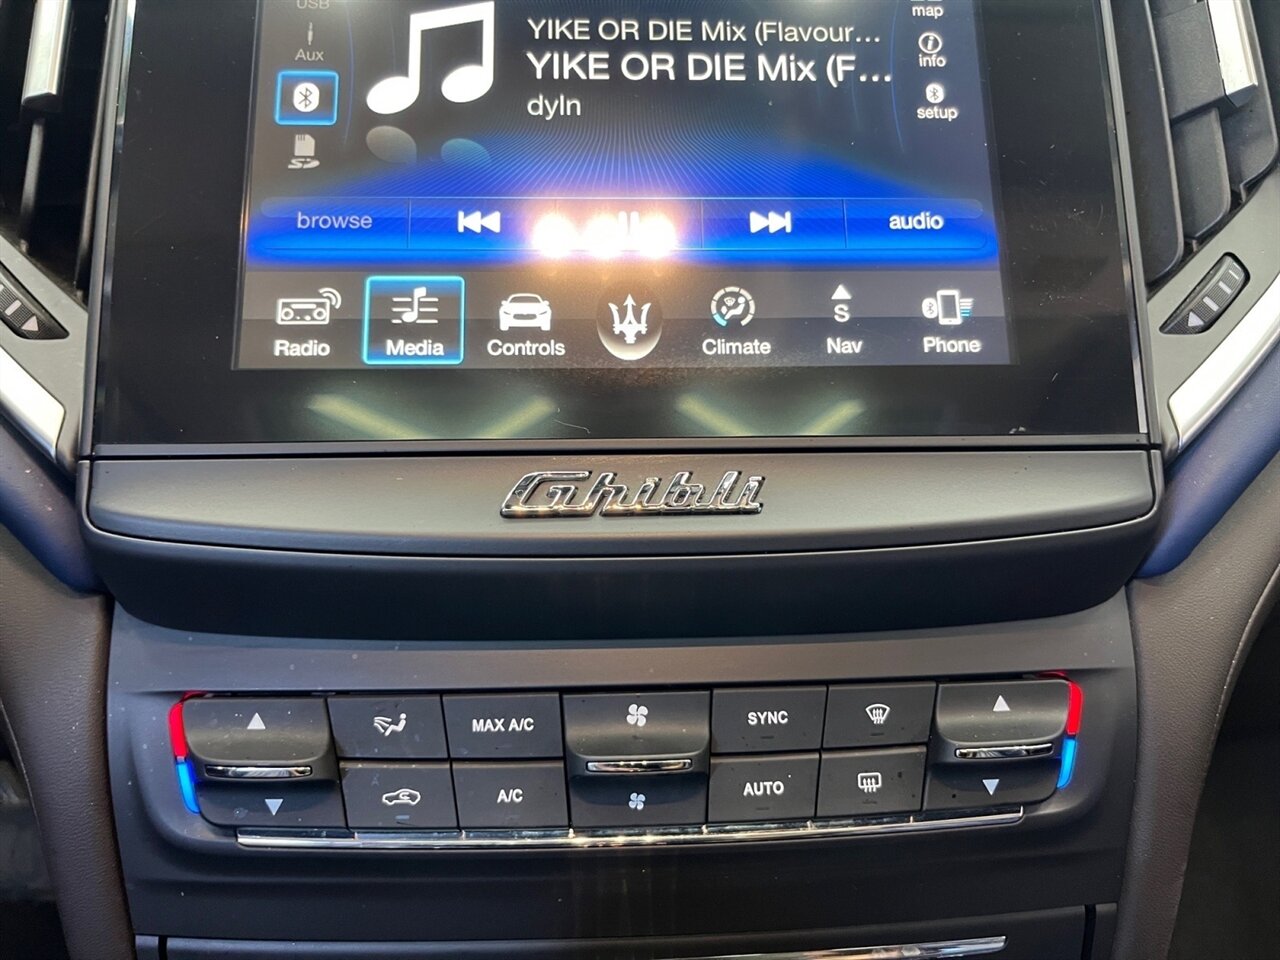 USB
Aux
YIKE OR DIE Mix (Flavour...
YIKE OR DIE Mix (F...
dyln
map
info
setup
browse
audio
Radio
Media
Controls
Climate
S
Nav
Phone
Ghibli
MAX A/C
SYNC
A/C
AUTO